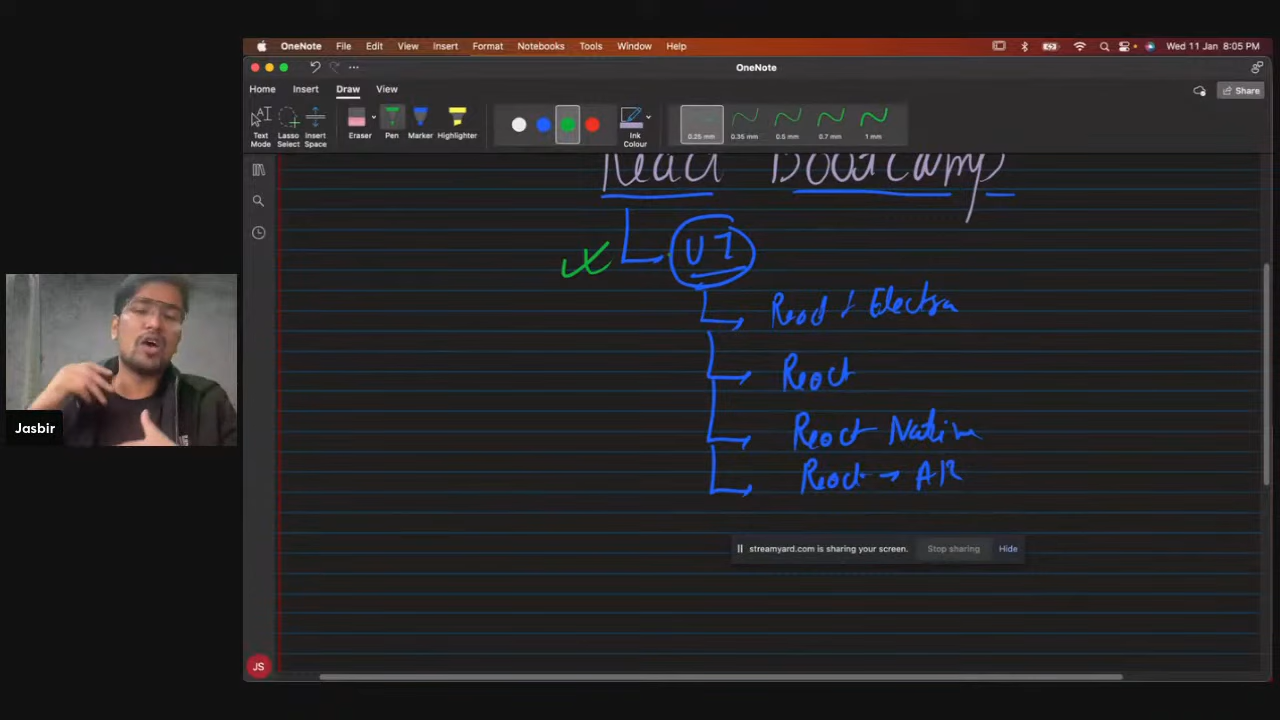 OneNote File Edit View Insert Format Notebooks Tools Window Help Wed 11 Jan 8:05 PM
OneNote
Home Insert Draw View Share
Text Mode Lasso Select Insert Space Eraser Pen Marker Highlighter Ink Colour 0.25 mm 0.35 mm 0.5 mm 0.7 mm 1 mm
React Bootcamp
UI
React + Electron
React
React Native
React → AR
streamyard.com is sharing your screen. Stop sharing Hide
Jasbir
JS